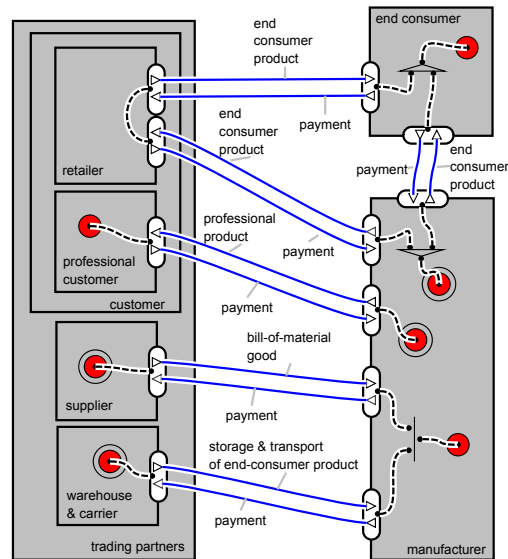 end
consumer
product
end consumer
payment
retailer
end
consumer
product
payment
end
consumer
product
professional
product
payment
professional
customer
customer
payment
bill-of-material
good
supplier
payment
storage & transport
of end-consumer product
warehouse
& carrier
payment
trading partners
manufacturer